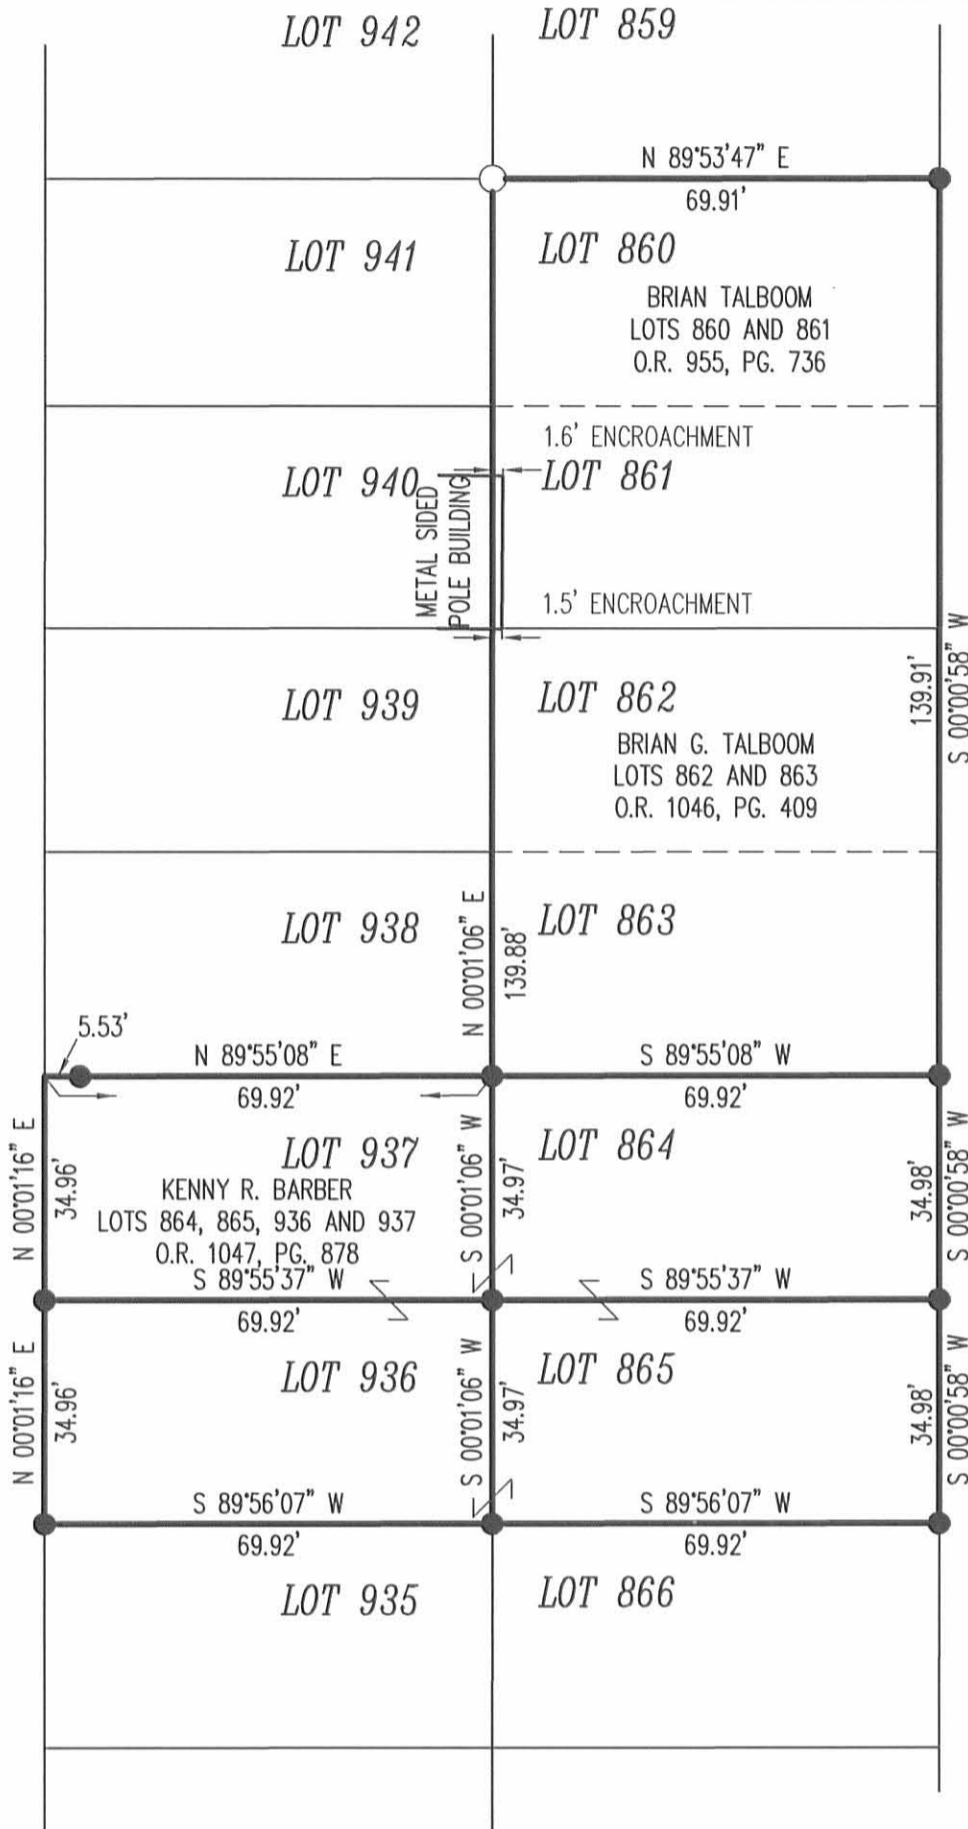 LOT 942
LOT 859
N 89°53'47" E
69.91'
LOT 941
LOT 860
BRIAN TALBOOM
LOTS 860 AND 861
O.R. 955, PG. 736
1.6' ENCROACHMENT
LOT 940
LOT 861
METAL SIDED
POLE BUILDING
1.5' ENCROACHMENT
139.91'
S 00°00'58" W
LOT 939
LOT 862
BRIAN G. TALBOOM
LOTS 862 AND 863
O.R. 1046, PG. 409
LOT 938
N 00°01'06" E
139.88'
LOT 863
5.53'
N 89°55'08" E
69.92'
S 89°55'08" W
69.92'
N 00°01'16" E
34.96'
LOT 937
KENNY R. BARBER
LOTS 864, 865, 936 AND 937
O.R. 1047, PG. 878
S 00°01'06" W
34.97'
LOT 864
34.98'
S 00°00'58" W
S 89°55'37" W
69.92'
S 89°55'37" W
69.92'
N 00°01'16" E
34.96'
LOT 936
S 00°01'06" W
34.97'
LOT 865
34.98'
S 00°00'58" W
S 89°56'07" W
69.92'
S 89°56'07" W
69.92'
LOT 935
LOT 866